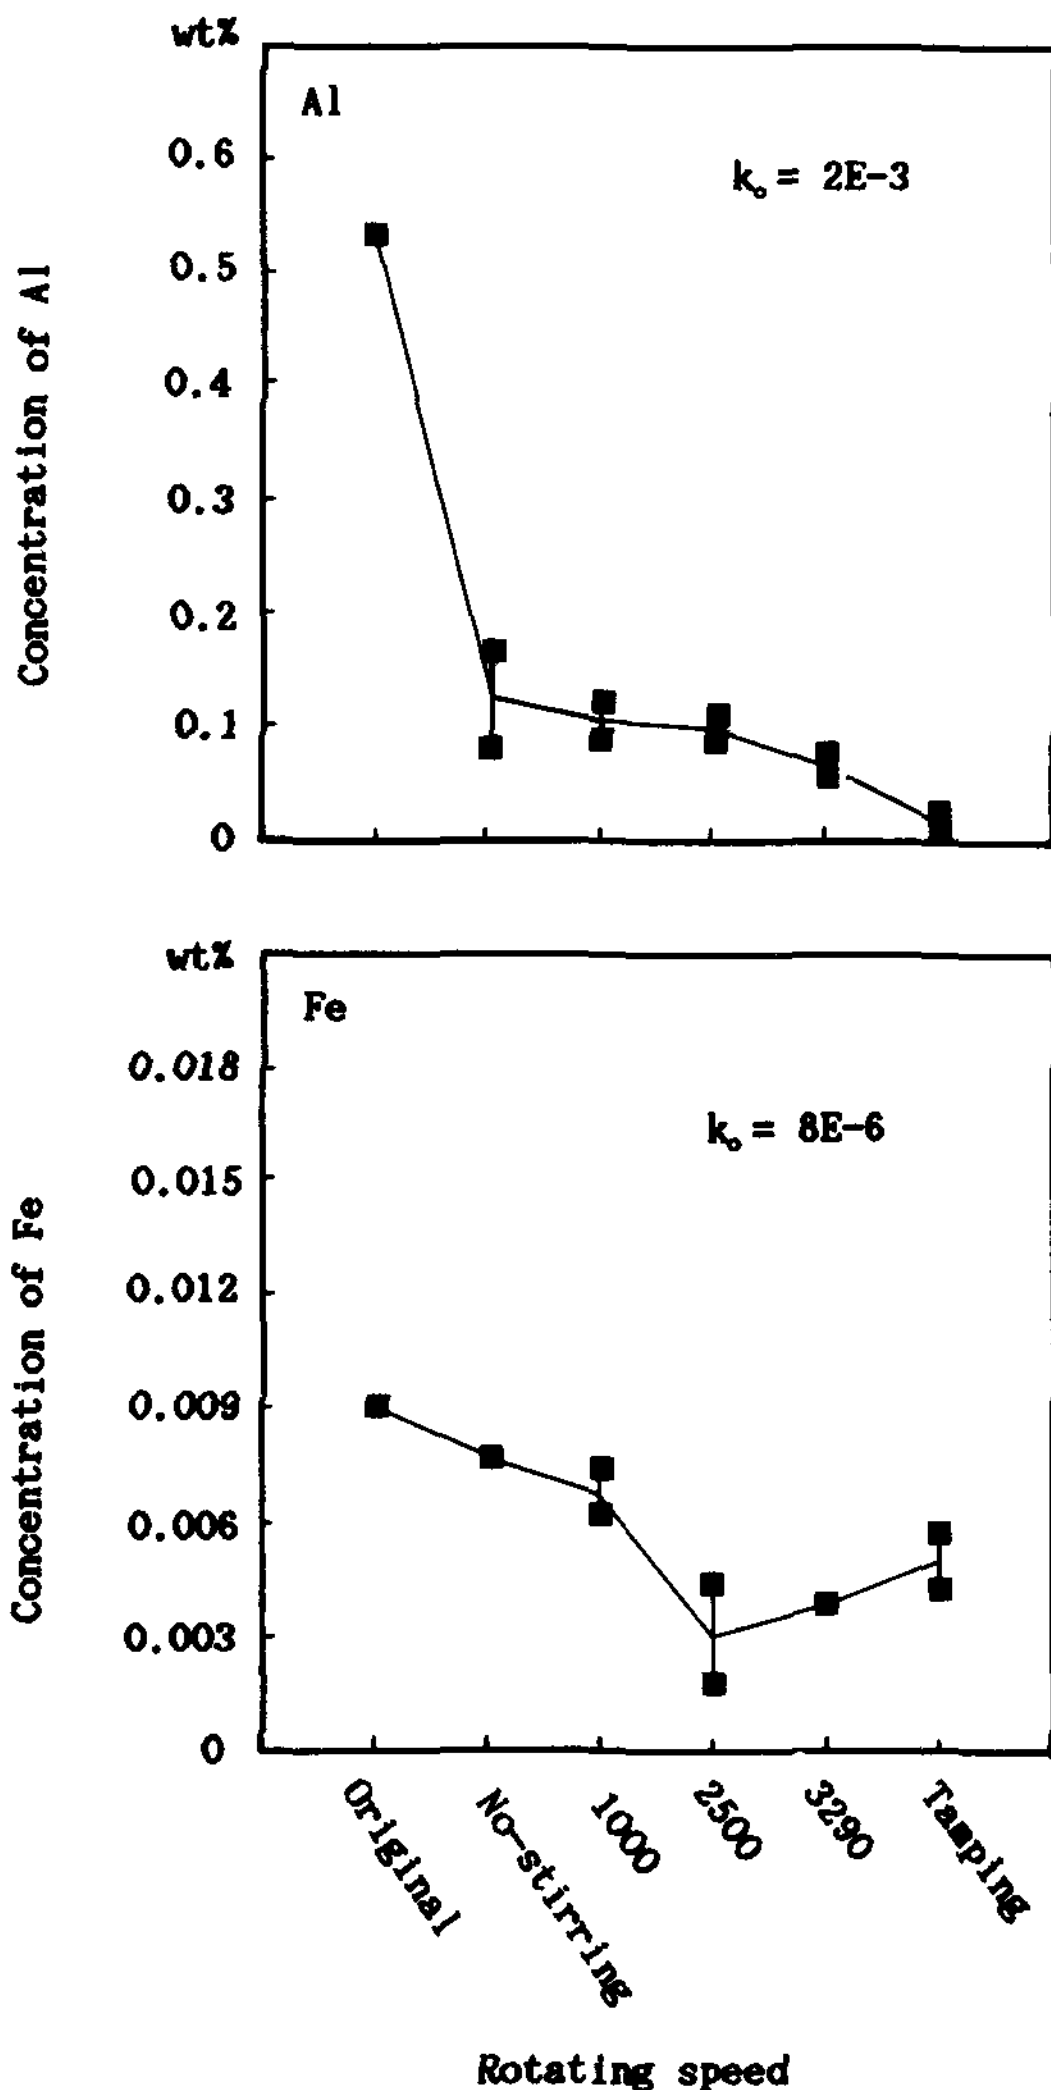 wt%
Al
0.6
k₀ = 2E-3
0.5
0.4
0.3
0.2
0.1
0
Concentration of Al
wt%
Fe
0.018
k₀ = 8E-6
0.015
0.012
0.009
0.006
0.003
0
Concentration of Fe
Original
No-stirring
1000
2500
3290
Tamping
Rotating speed